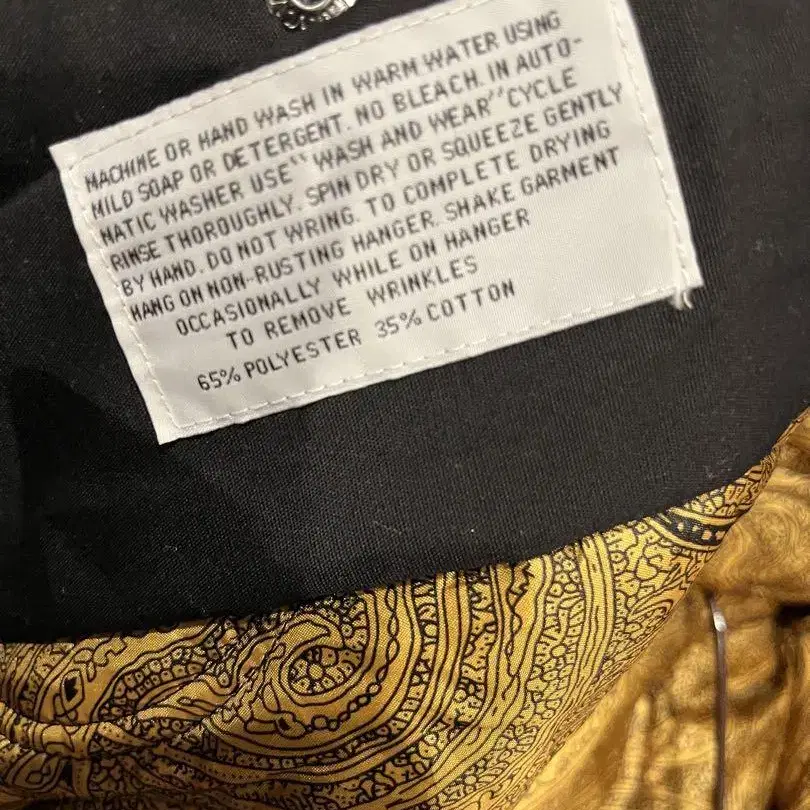 MACHINE OR HAND WASH IN WARM WATER USING
MILD SOAP OR DETERGENT. NO BLEACH. IN AUTO-
MATIC WASHER USE "WASH AND WEAR" CYCLE
RINSE THOROUGHLY. SPIN DRY OR SQUEEZE GENTLY
BY HAND. DO NOT WRING. TO COMPLETE DRYING
HANG ON NON-RUSTING HANGER. SHAKE GARMENT
OCCASIONALLY WHILE ON HANGER
TO REMOVE WRINKLES
65% POLYESTER 35% COTTON